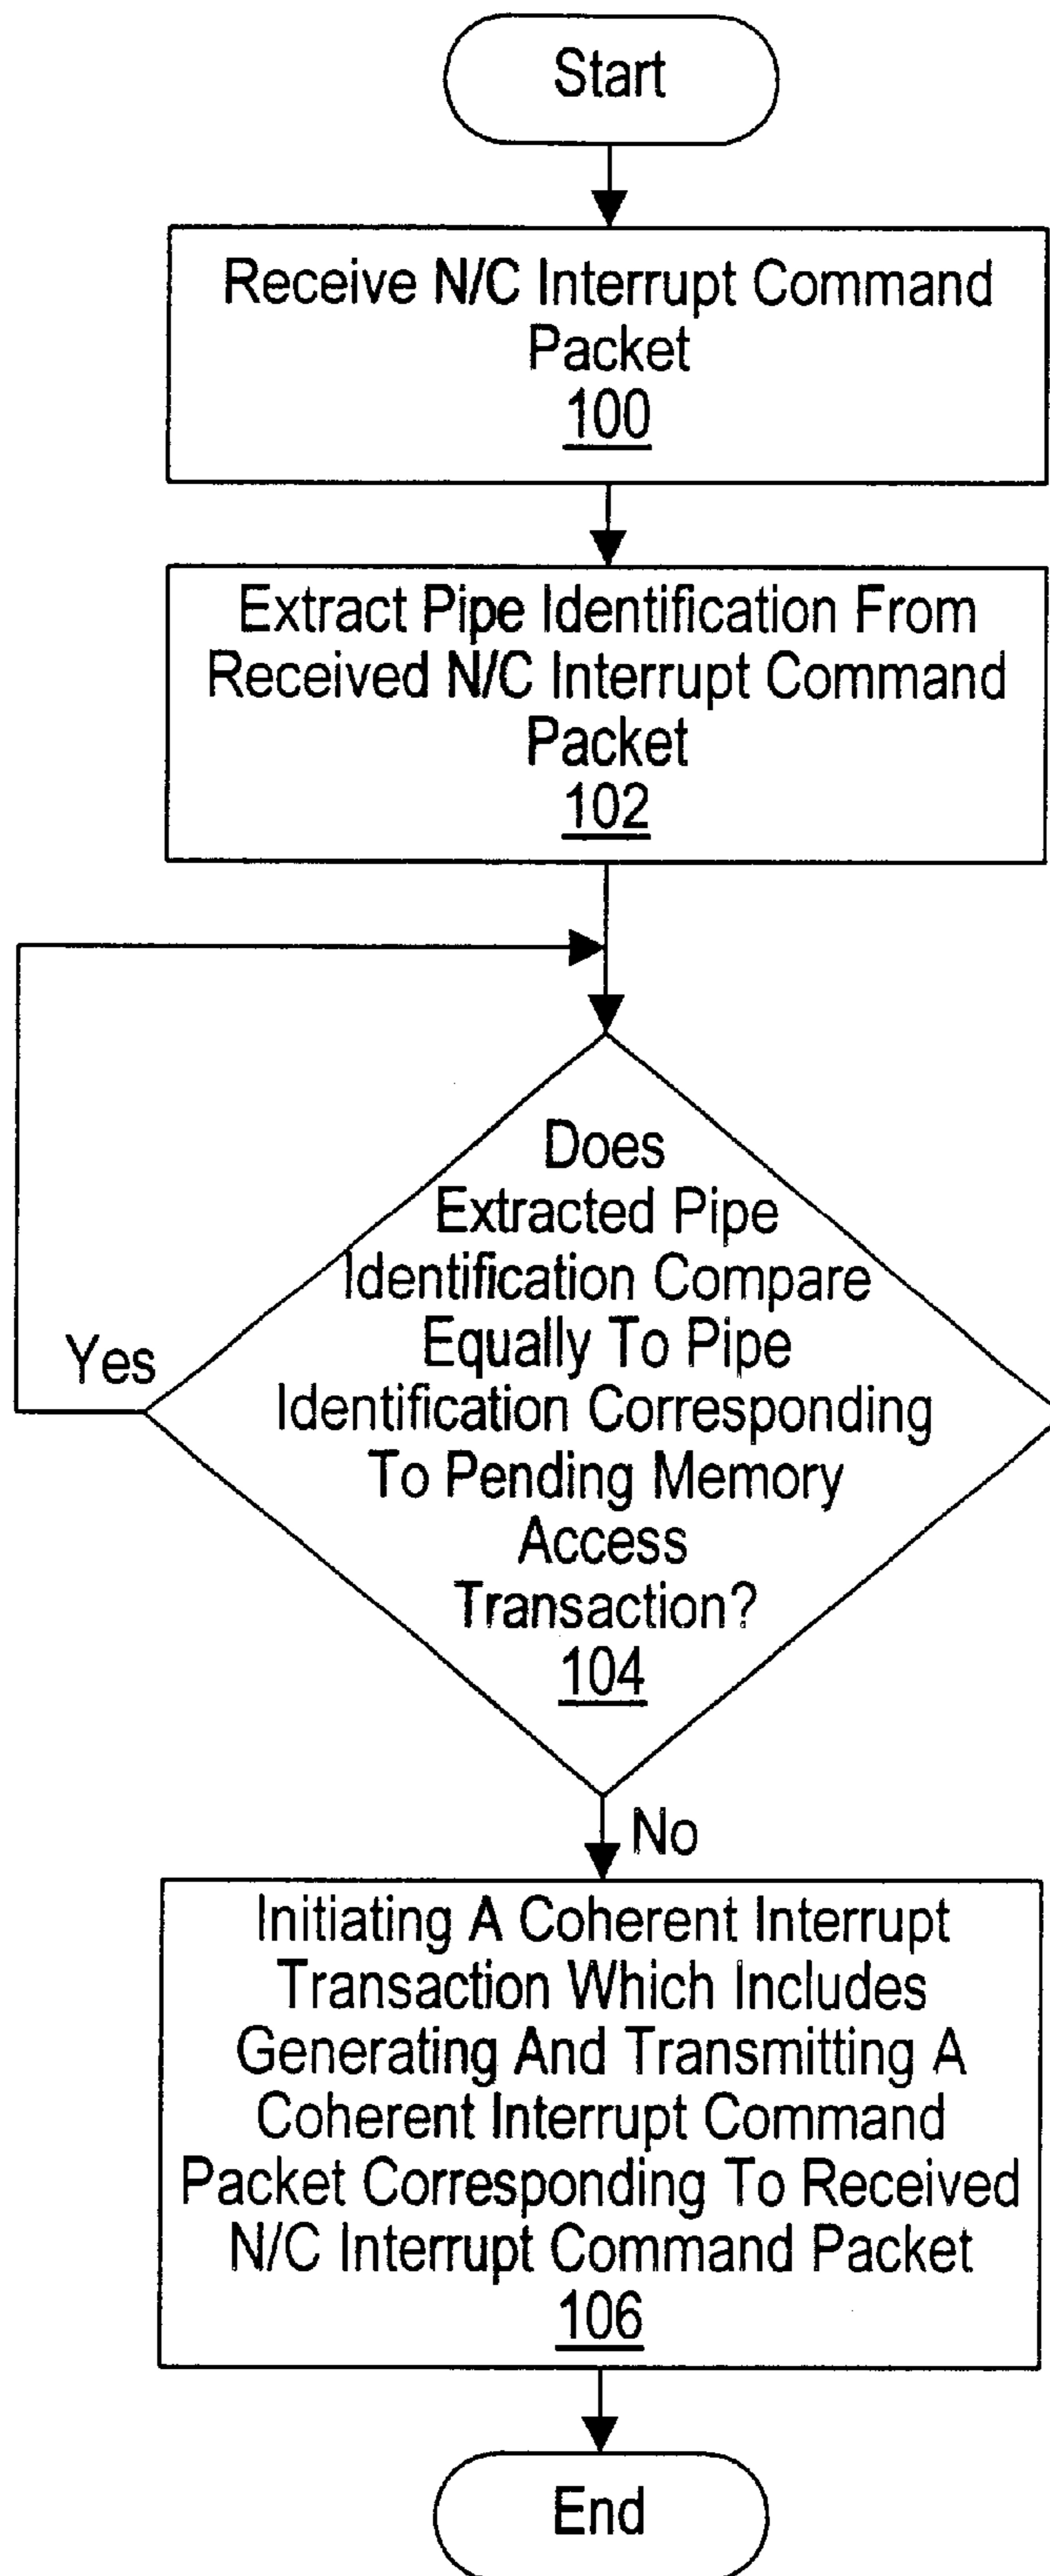 Start
Receive N/C Interrupt Command
Packet
100
Extract Pipe Identification From
Received N/C Interrupt Command
Packet
102
Does
Extracted Pipe
Identification Compare
Equally To Pipe
Identification Corresponding
To Pending Memory
Access
Transaction?
104
Yes
No
Initiating A Coherent Interrupt
Transaction Which Includes
Generating And Transmitting A
Coherent Interrupt Command
Packet Corresponding To Received
N/C Interrupt Command Packet
106
End